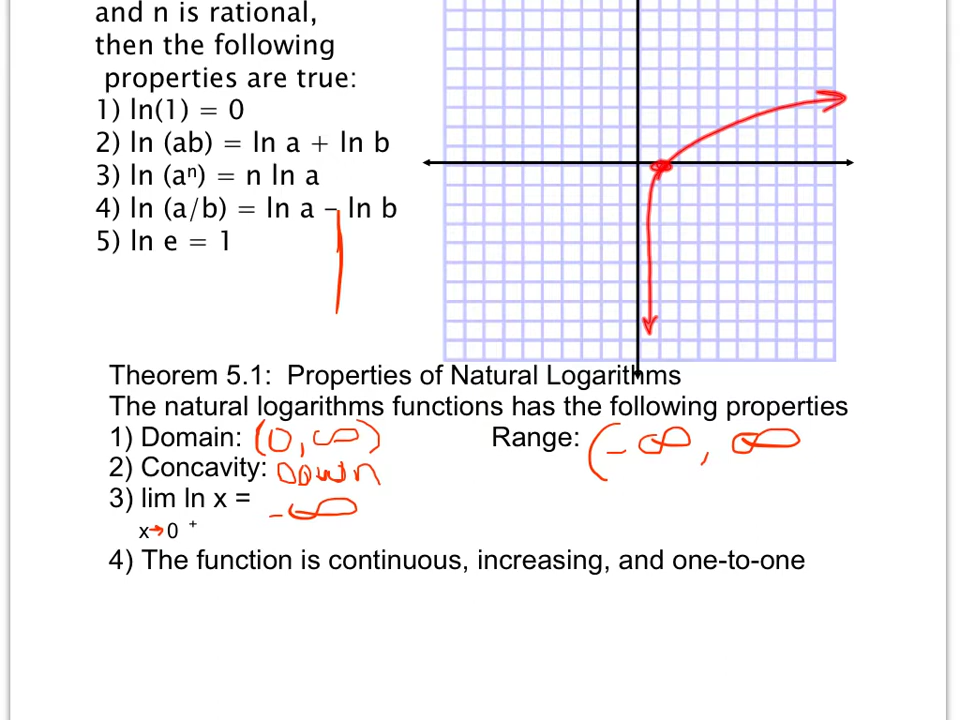 and n is rational,
then the following
properties are true:
1) ln(1) = 0
2) ln (ab) = ln a + ln b
3) ln (aⁿ) = n ln a
4) ln (a/b) = ln a – ln b
5) ln e = 1
Theorem 5.1: Properties of Natural Logarithms
The natural logarithms functions has the following properties
1) Domain: (0, ∞) Range: (-∞, ∞
2) Concavity: DOWN
3) lim ln x = -∞
x→0 ⁺
4) The function is continuous, increasing, and one-to-one